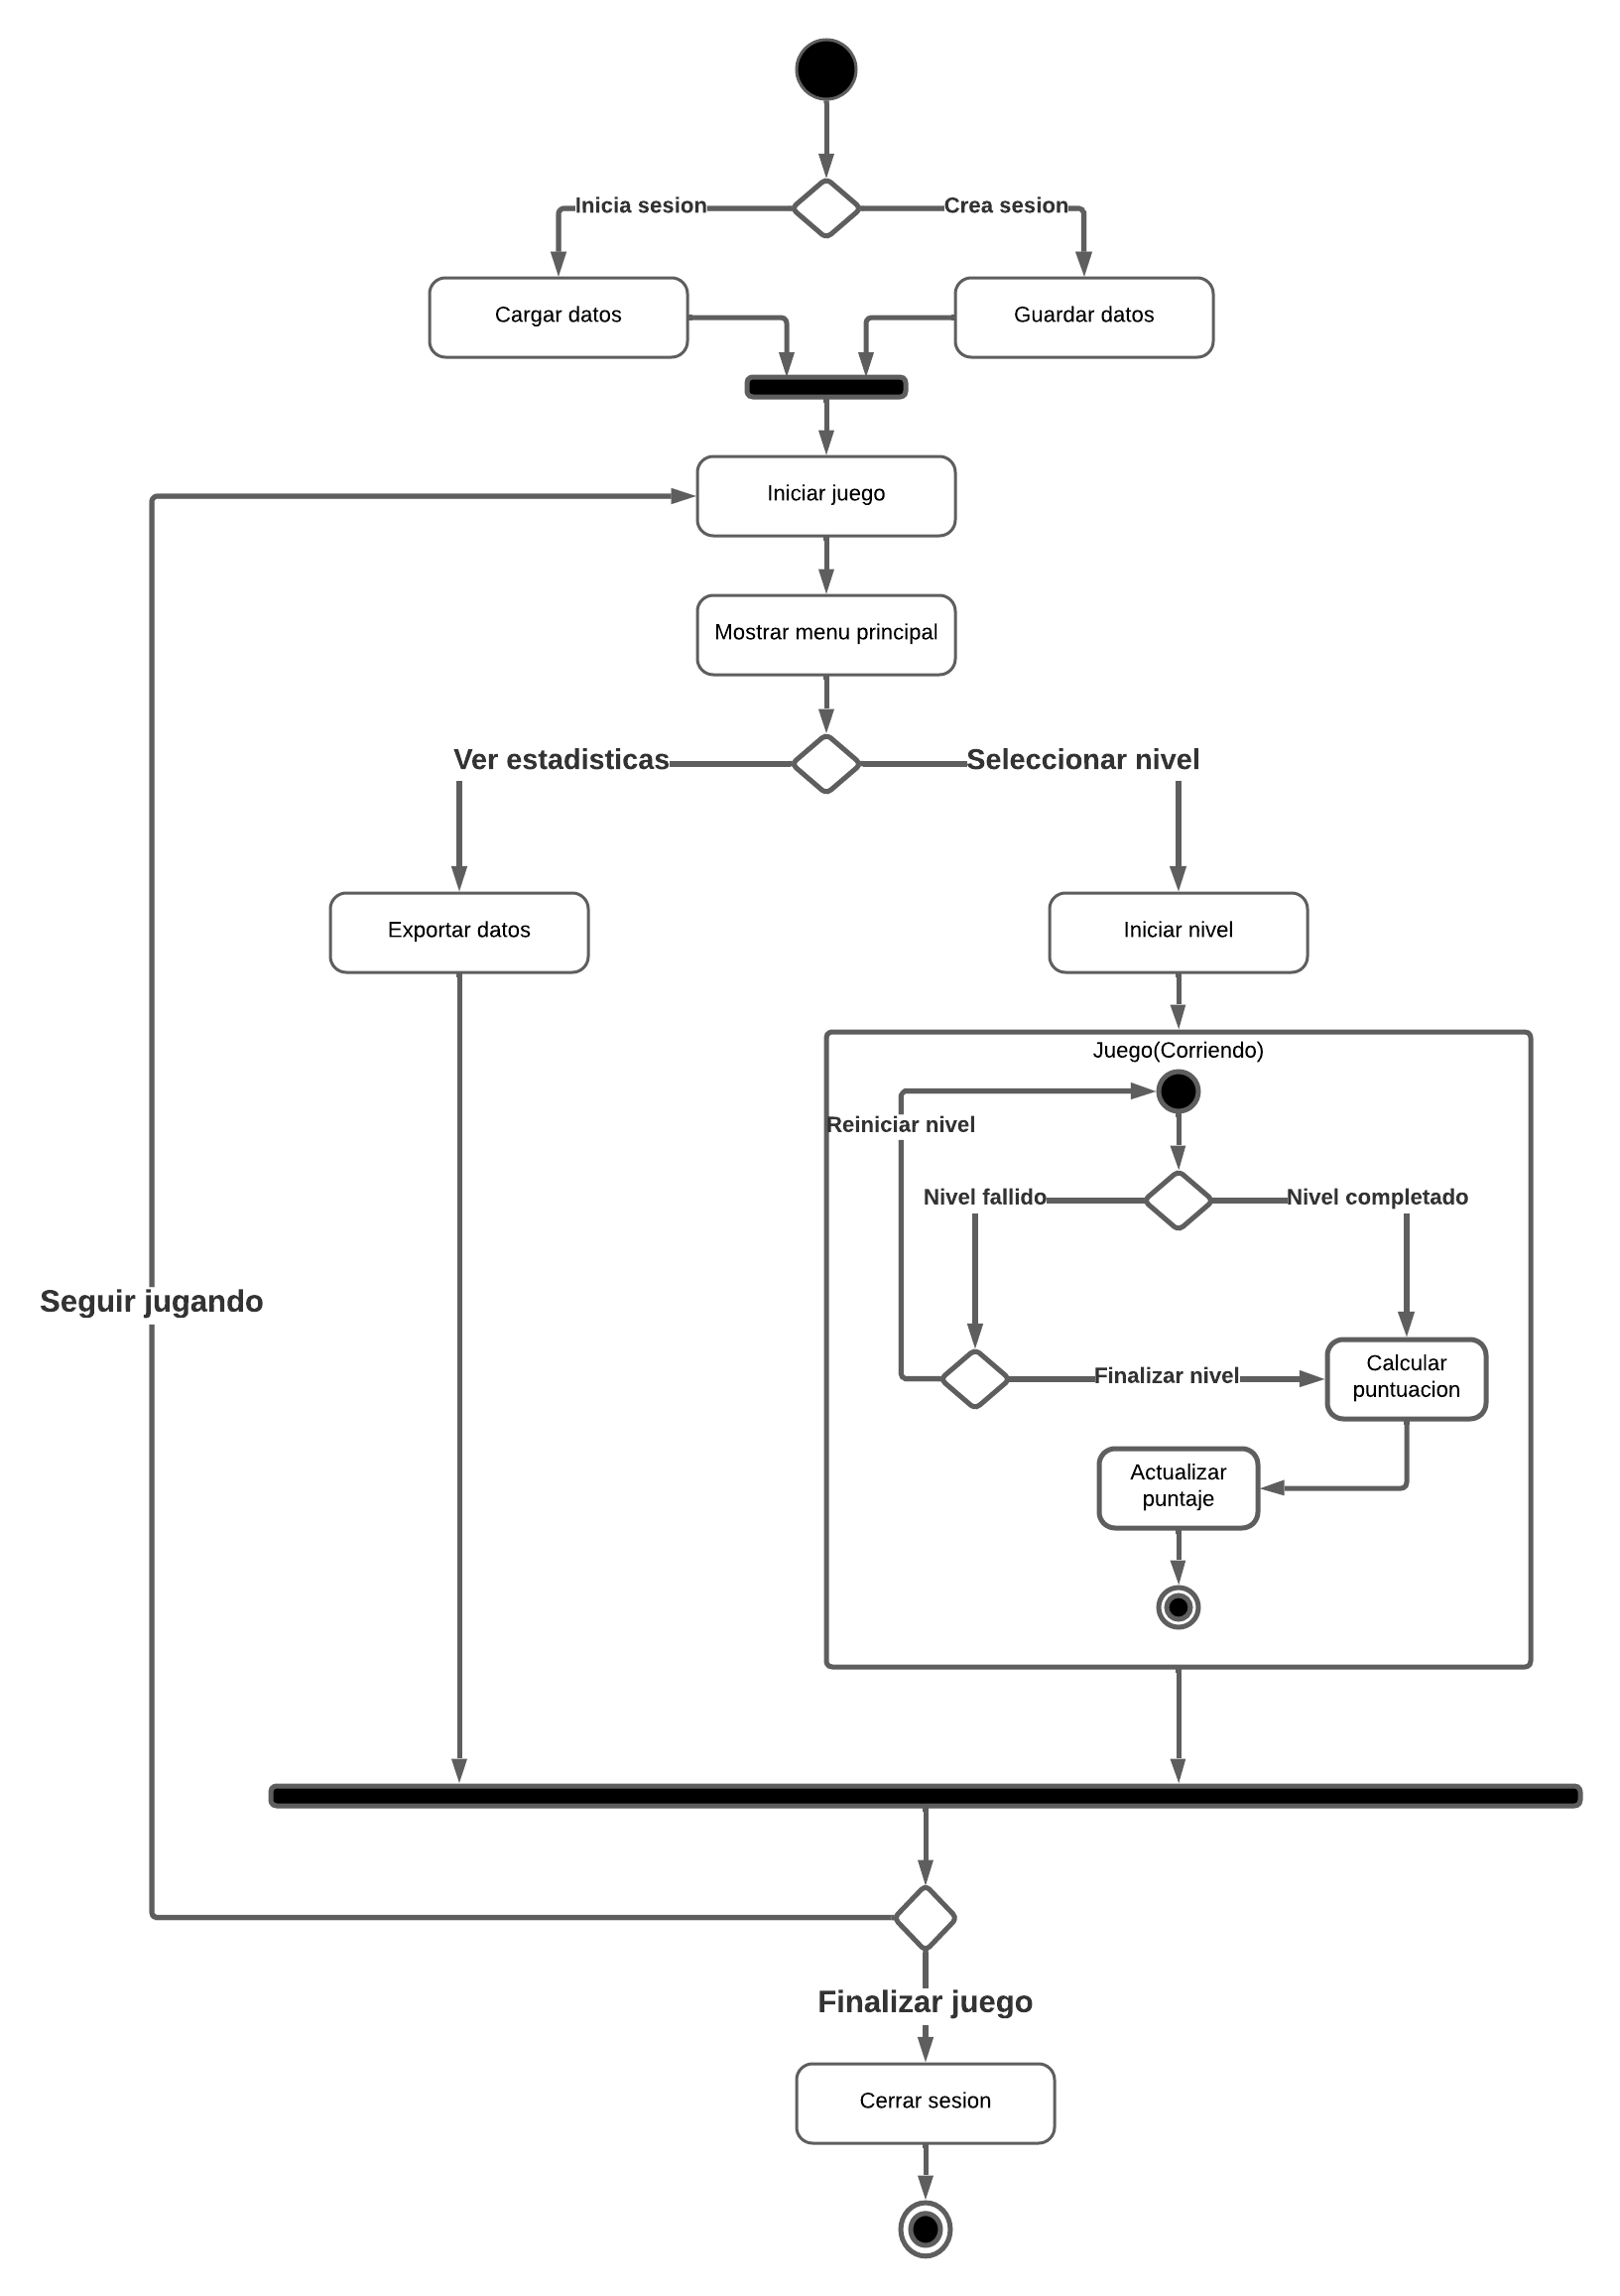 Inicia sesion
Crea sesion
Cargar datos
Guardar datos
Iniciar juego
Mostrar menu principal
Ver estadisticas
Seleccionar nivel
Exportar datos
Iniciar nivel
Juego(Corriendo)
Reiniciar nivel
Nivel fallido
Nivel completado
Seguir jugando
Finalizar nivel
Calcular
puntuacion
Actualizar
puntaje
Finalizar juego
Cerrar sesion